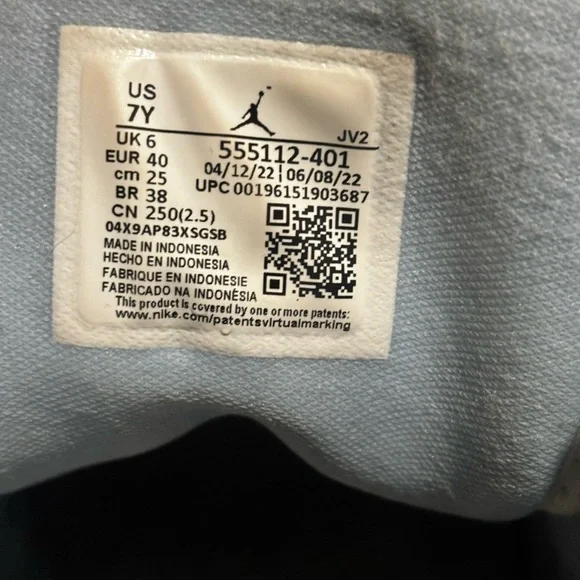 US
7Y
JV2
UK 6
555112-401
EUR 40
04/12/22 | 06/08/22
cm 25
UPC 00196151903687
BR 38
CN 250(2.5)
04X9AP83XSGSB
MADE IN INDONESIA
HECHO EN INDONESIA
FABRIQUE EN INDONESIE
FABRICADO NA INDONÉSIA
This product is covered by one or more patents:
www.nike.com/patentsvirtualmarking